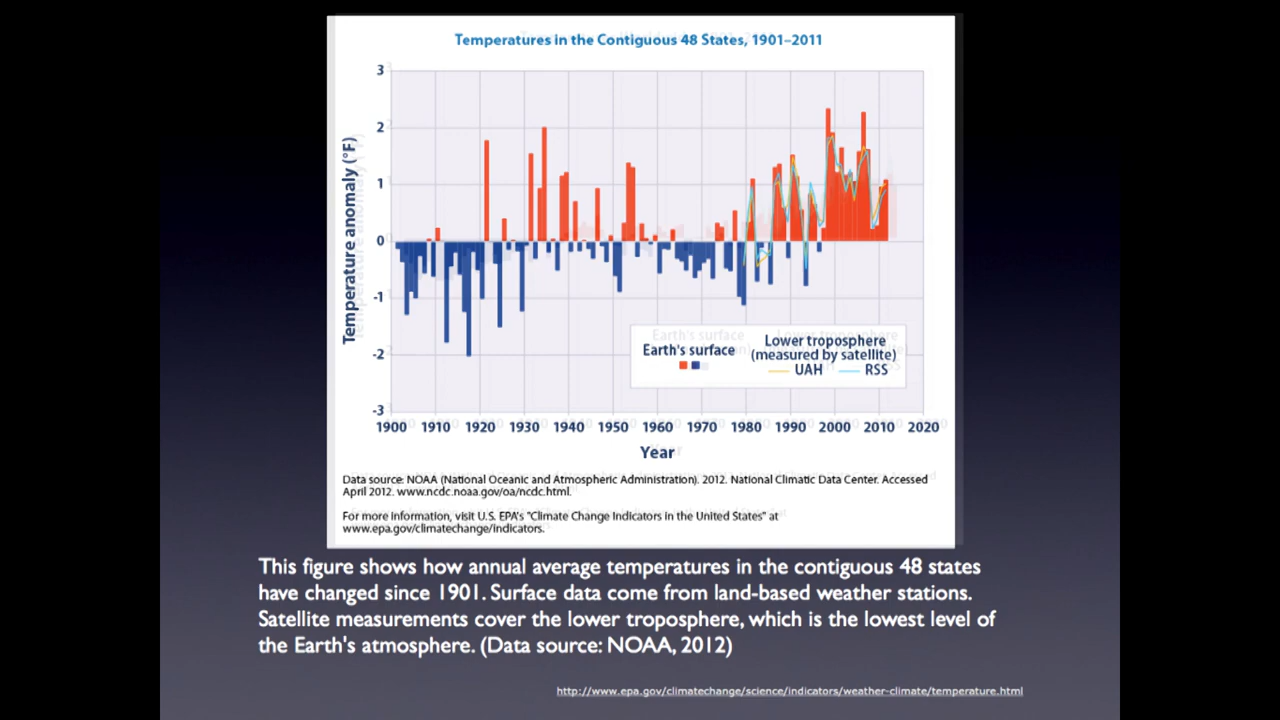 Temperatures in the Contiguous 48 States, 1901–2011
Temperature anomaly (°F)
3
2
1
0
-1
-2
-3
Earth's surface
Lower troposphere
(measured by satellite)
UAH RSS
1900 1910 1920 1930 1940 1950 1960 1970 1980 1990 2000 2010 2020
Year
Data source: NOAA (National Oceanic and Atmospheric Administration). 2012. National Climatic Data Center. Accessed
April 2012. www.ncdc.noaa.gov/oa/ncdc.html.
For more information, visit U.S. EPA's "Climate Change Indicators in the United States" at
www.epa.gov/climatechange/indicators.
This figure shows how annual average temperatures in the contiguous 48 states
have changed since 1901. Surface data come from land-based weather stations.
Satellite measurements cover the lower troposphere, which is the lowest level of
the Earth's atmosphere. (Data source: NOAA, 2012)
http://www.epa.gov/climatechange/science/indicators/weather-climate/temperature.html